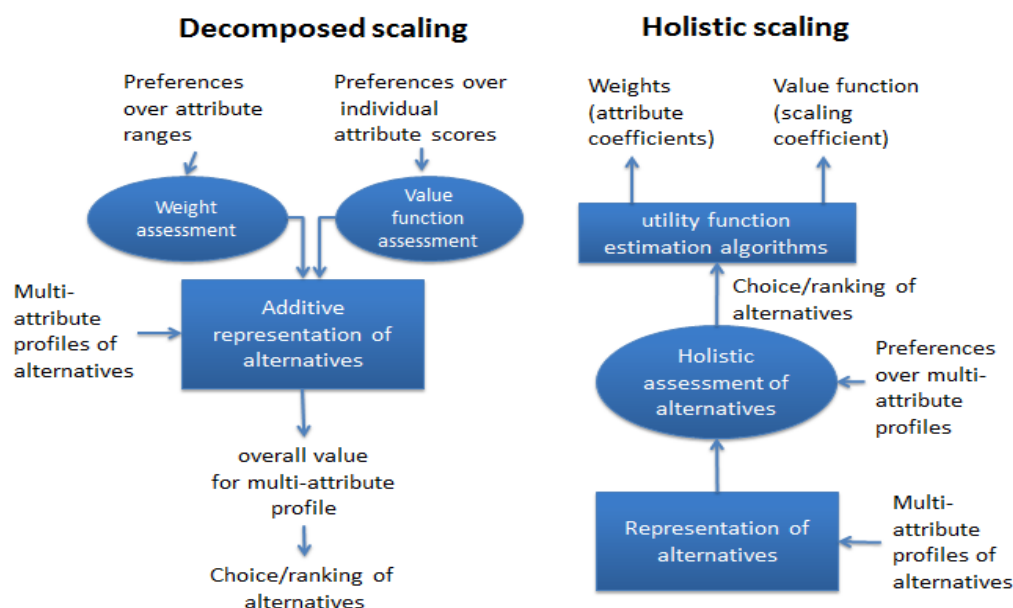 Decomposed scaling
Preferences
over attribute
ranges
Preferences over
individual
attribute scores
Weight
assessment
Value
function
assessment
Multi-
attribute
profiles of
alternatives
Additive
representation of
alternatives
overall value
for multi-attribute
profile
Choice/ranking of
alternatives
Holistic scaling
Weights
(attribute
coefficients)
Value function
(scaling
coefficient)
utility function
estimation algorithms
Choice/ranking of
alternatives
Holistic
assessment of
alternatives
Preferences
over multi-
attribute
profiles
Representation of
alternatives
Multi-
attribute
profiles of
alternatives